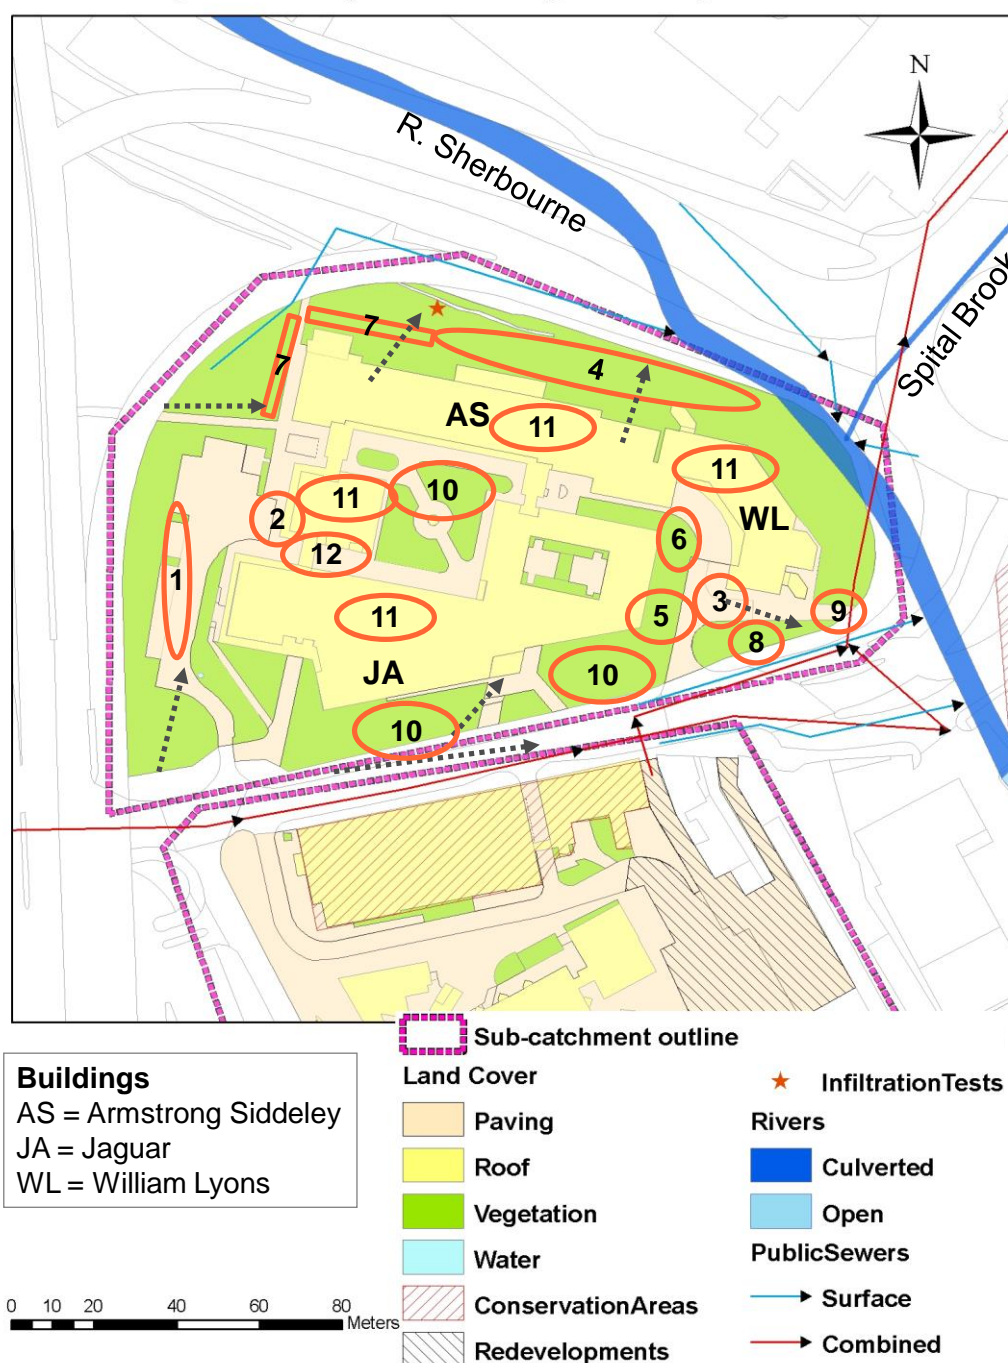 N
R. Sherbourne
Spital Brook
7
7
4
AS
11
11
10
11
WL
2
6
12
1
3
5
9
11
8
JA
10
10
Sub-catchment outline
Buildings
AS = Armstrong Siddeley
JA = Jaguar
WL = William Lyons
0 10 20 40 60 80
Meters
Land Cover
Paving
Roof
Vegetation
Water
ConservationAreas
Redevelopments
InfiltrationTests
Rivers
Culverted
Open
PublicSewers
Surface
Combined